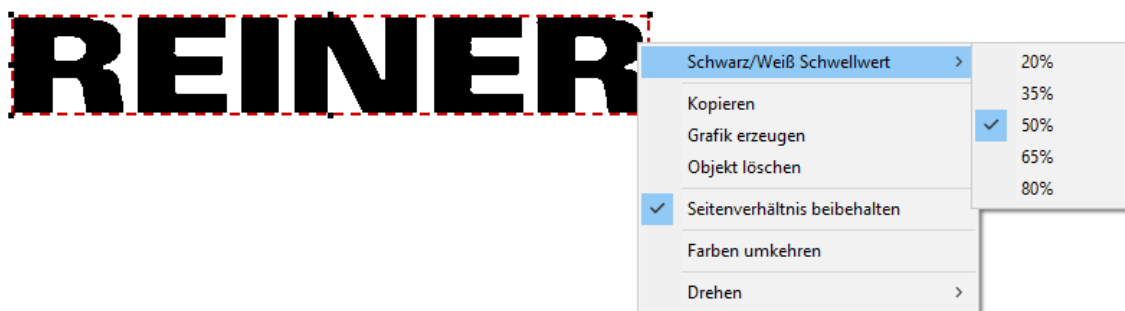 REINER
Schwarz/Weiß Schwellwert
Kopieren
Grafik erzeugen
Objekt löschen
Seitenverhältnis beibehalten
Farben umkehren
Drehen
20%
35%
50%
65%
80%